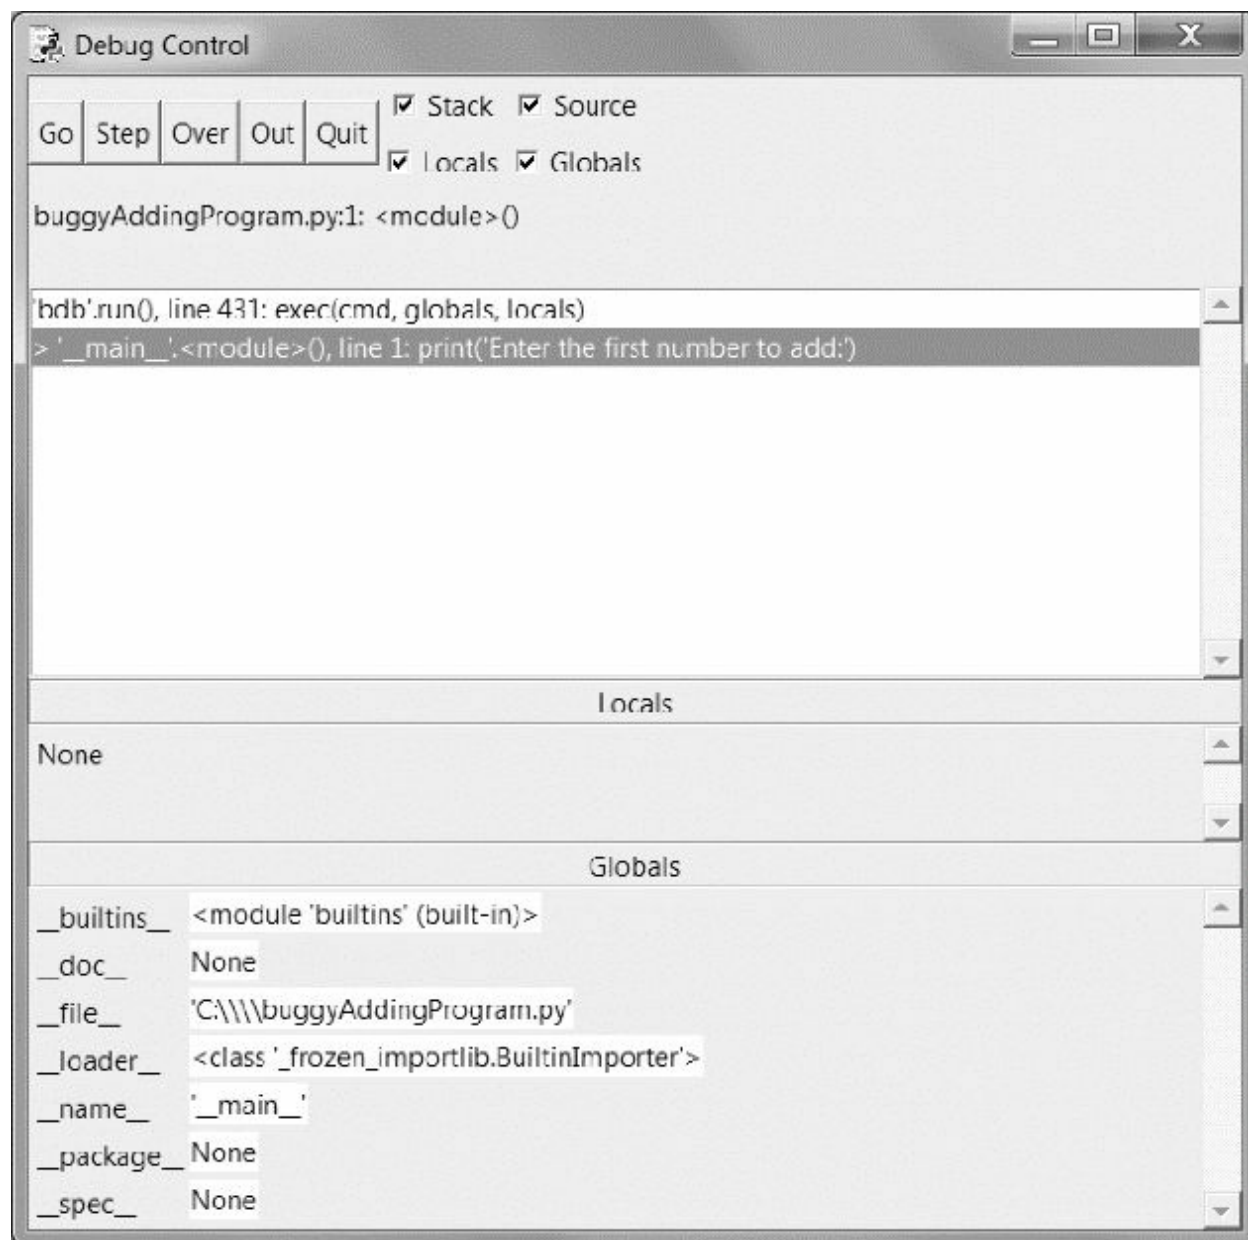 Debug Control
Go Step Over Out Quit
Stack Source
Locals Globals
buggyAddingProgram.py:1: <module>()
'bdb'.run(), line 431: exec(cmd, globals, locals)
> '__main__'.<module>(), line 1: print('Enter the first number to add:')
Locals
None
Globals
__builtins__ <module 'builtins' (built-in)>
__doc__ None
__file__ 'C:\\\\buggyAddingProgram.py'
__loader__ <class '_frozen_importlib.BuiltinImporter'>
__name__ '__main__'
__package__ None
__spec__ None